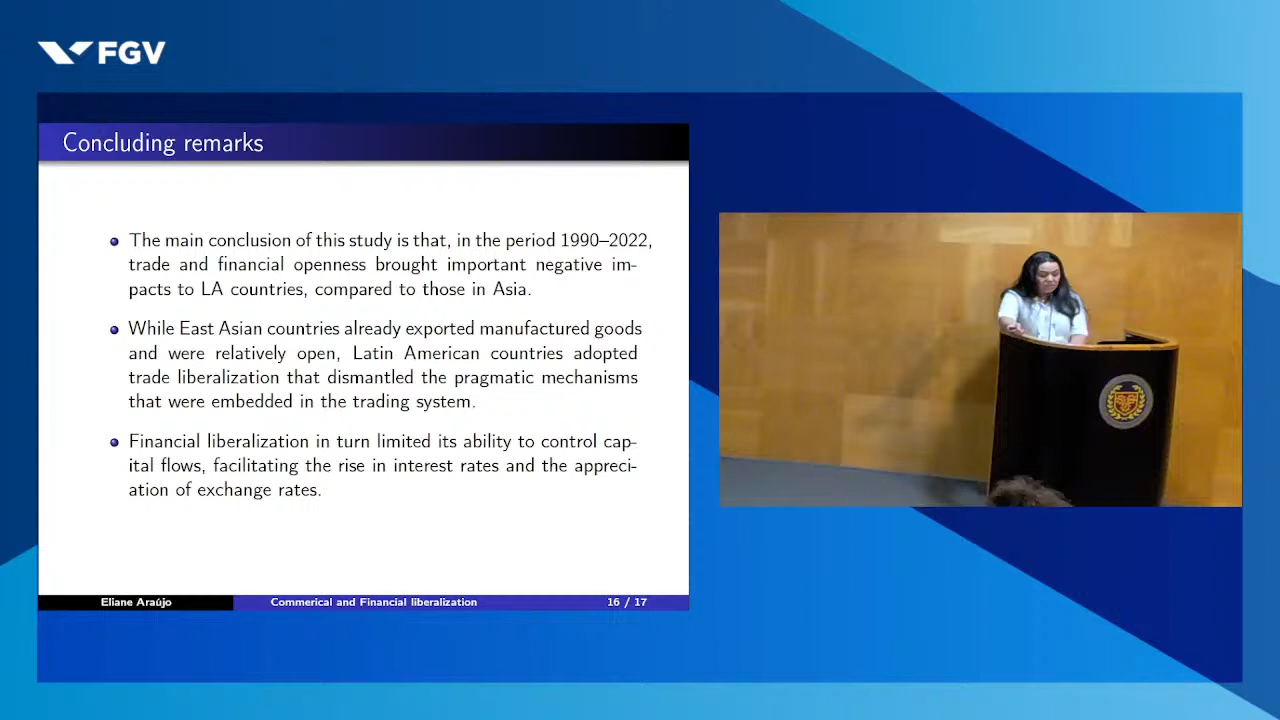 FGV
Concluding remarks
The main conclusion of this study is that, in the period 1990–2022,
trade and financial openness brought important negative im-
pacts to LA countries, compared to those in Asia.
While East Asian countries already exported manufactured goods
and were relatively open, Latin American countries adopted
trade liberalization that dismantled the pragmatic mechanisms
that were embedded in the trading system.
Financial liberalization in turn limited its ability to control cap-
ital flows, facilitating the rise in interest rates and the appreci-
ation of exchange rates.
Eliane Araújo Commerical and Financial liberalization 16 / 17